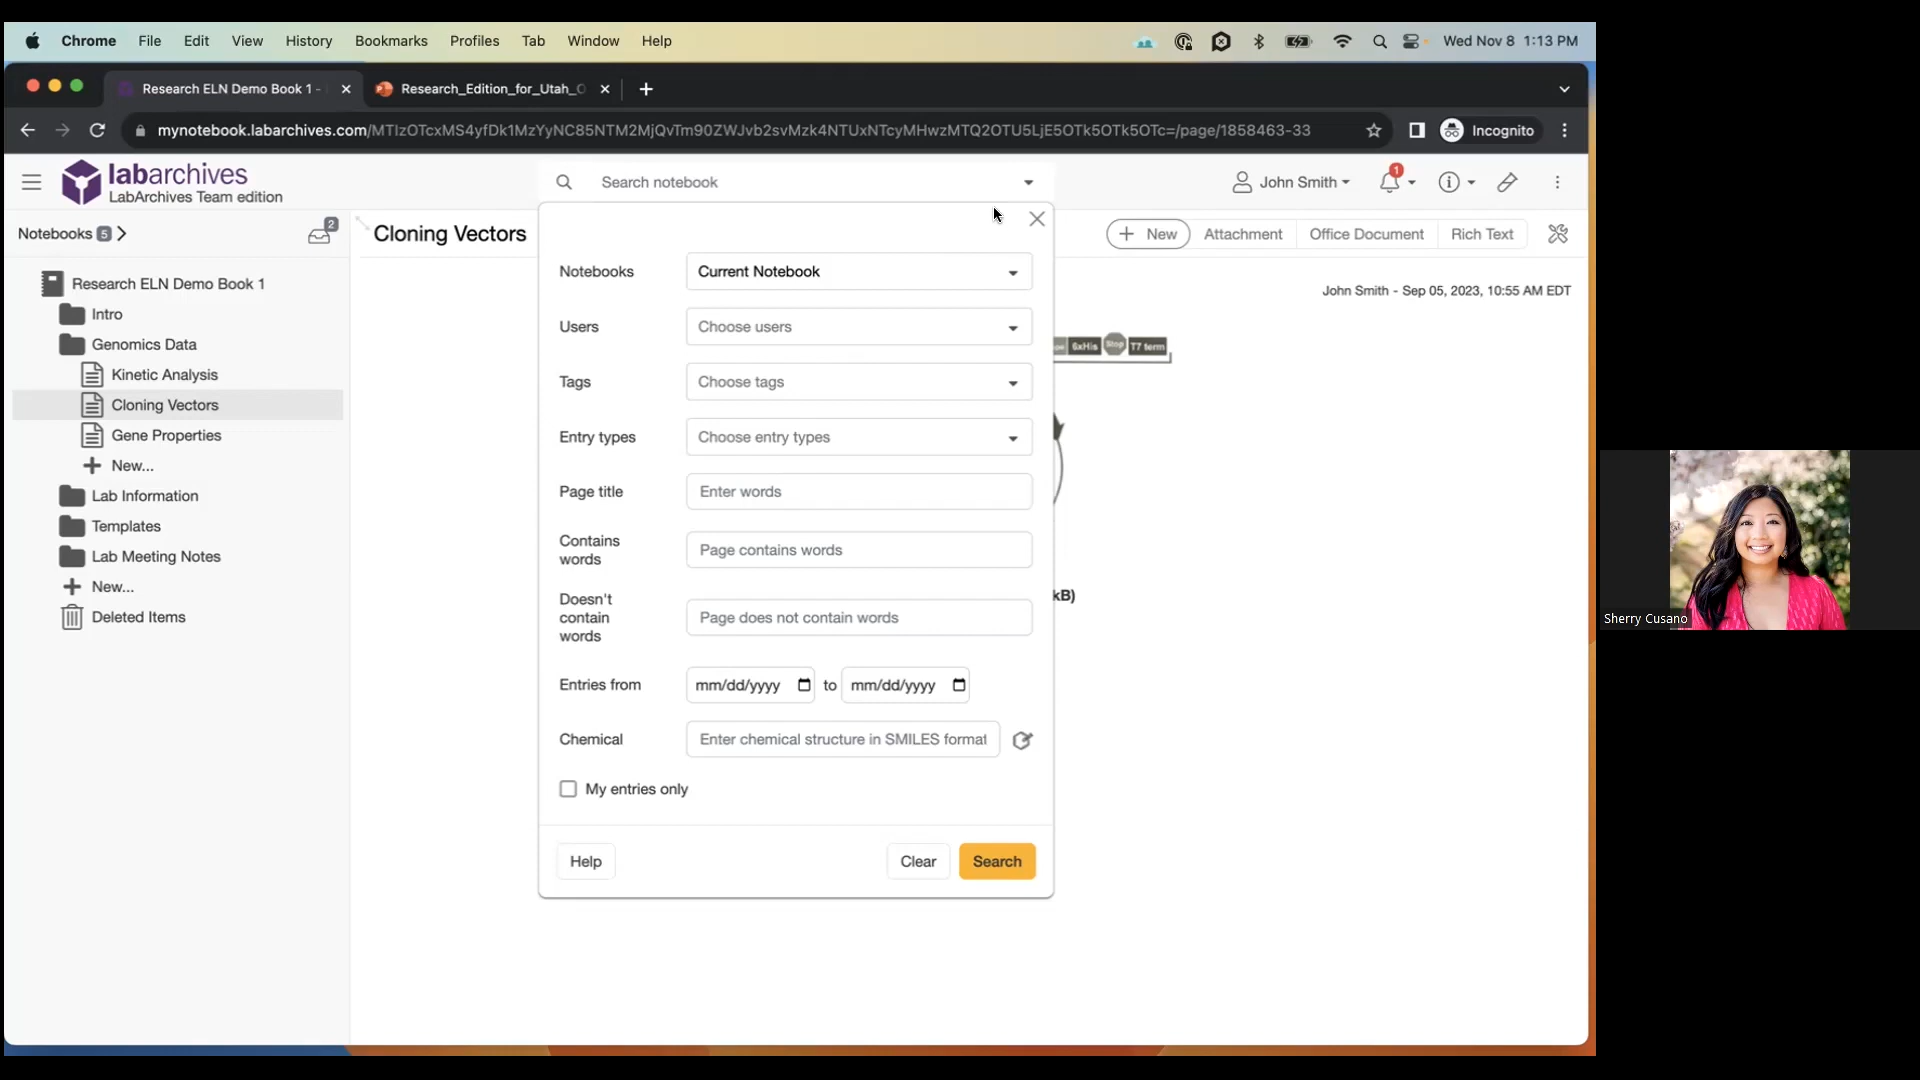 Chrome File Edit View History Bookmarks Profiles Tab Window Help Wed Nov 8 1:13 PM
Research ELN Demo Book 1 - Research_Edition_for_Utah_
mynotebook.labarchives.com/MTIzOTcxMS4yfDk1MzYyNC85NTM2MjQvTm90ZWJvb2svMzk4NTUxNTcyMHwzMTQ2OTU5LjE5OTk5OTk5OTc=/page/1858463-33 Incognito
labarchives
LabArchives Team edition
Search notebook
John Smith
1
Notebooks 5
2
Cloning Vectors
New Attachment Office Document Rich Text
Research ELN Demo Book 1
Intro
Genomics Data
Kinetic Analysis
Cloning Vectors
Gene Properties
New...
Lab Information
Templates
Lab Meeting Notes
New...
Deleted Items
Notebooks Current Notebook
Users Choose users
Tags Choose tags
Entry types Choose entry types
Page title Enter words
Contains words Page contains words
Doesn't contain words Page does not contain words
Entries from mm/dd/yyyy to mm/dd/yyyy
Chemical Enter chemical structure in SMILES format
My entries only
Help Clear Search
John Smith - Sep 05, 2023, 10:55 AM EDT
6xHis Stop T7 term
kB)
Sherry Cusano